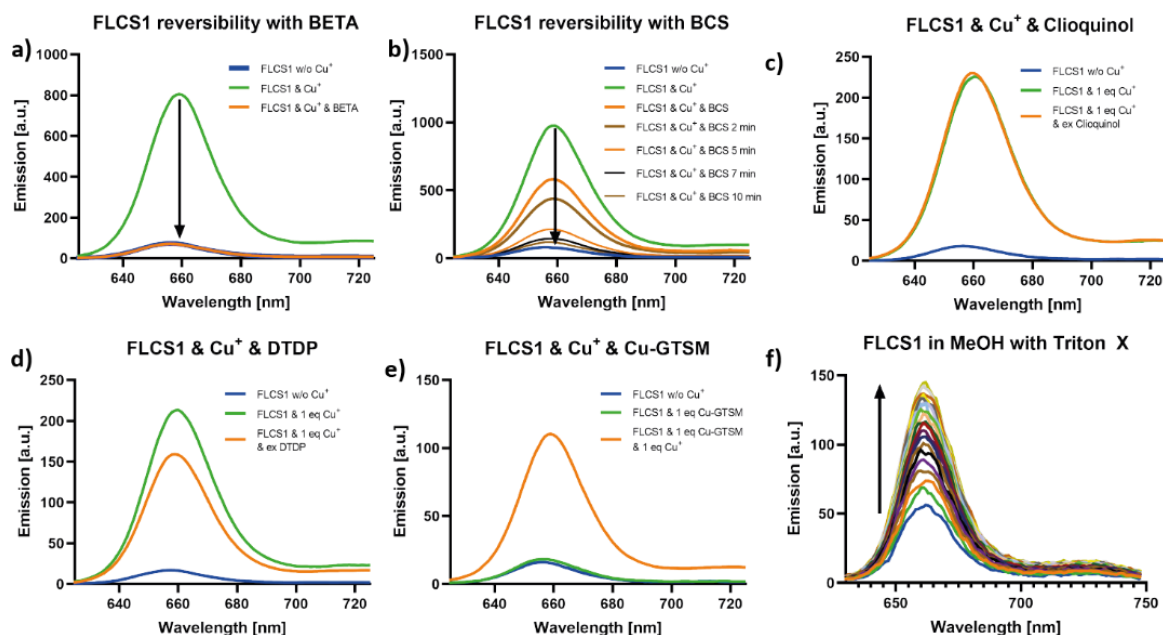 FLCS1 reversibility with BETA
a)
1000
800
600
400
200
0
Emission [a.u.]
640 660 680 700 720
Wavelength [nm]
FLCS1 w/o Cu⁺
FLCS1 & Cu⁺
FLCS1 & Cu⁺ & BETA
FLCS1 reversibility with BCS
b)
1500
1000
500
0
Emission [a.u.]
640 660 680 700 720
Wavelength [nm]
FLCS1 w/o Cu⁺
FLCS1 & Cu⁺
FLCS1 & Cu⁺ & BCS
FLCS1 & Cu⁺ & BCS 2 min
FLCS1 & Cu⁺ & BCS 5 min
FLCS1 & Cu⁺ & BCS 7 min
FLCS1 & Cu⁺ & BCS 10 min
FLCS1 & Cu⁺ & Clioquinol
c)
250
200
150
100
50
0
Emission [a.u.]
640 660 680 700 720
Wavelength [nm]
FLCS1 w/o Cu⁺
FLCS1 & 1 eq Cu⁺
FLCS1 & 1 eq Cu⁺
& ex Clioquinol
FLCS1 & Cu⁺ & DTDP
d)
250
200
150
100
50
0
Emission [a.u.]
640 660 680 700 720
Wavelength [nm]
FLCS1 w/o Cu⁺
FLCS1 & 1 eq Cu⁺
FLCS1 & 1 eq Cu⁺
& ex DTDP
FLCS1 & Cu⁺ & Cu-GTSM
e)
150
100
50
0
Emission [a.u.]
640 660 680 700 720
Wavelength [nm]
FLCS1 w/o Cu⁺
FLCS1 & 1 eq Cu-GTSM
FLCS1 & 1 eq Cu-GTSM
& 1 eq Cu⁺
FLCS1 in MeOH with Triton X
f)
150
100
50
0
Emission [a.u.]
650 700 750
Wavelength [nm]